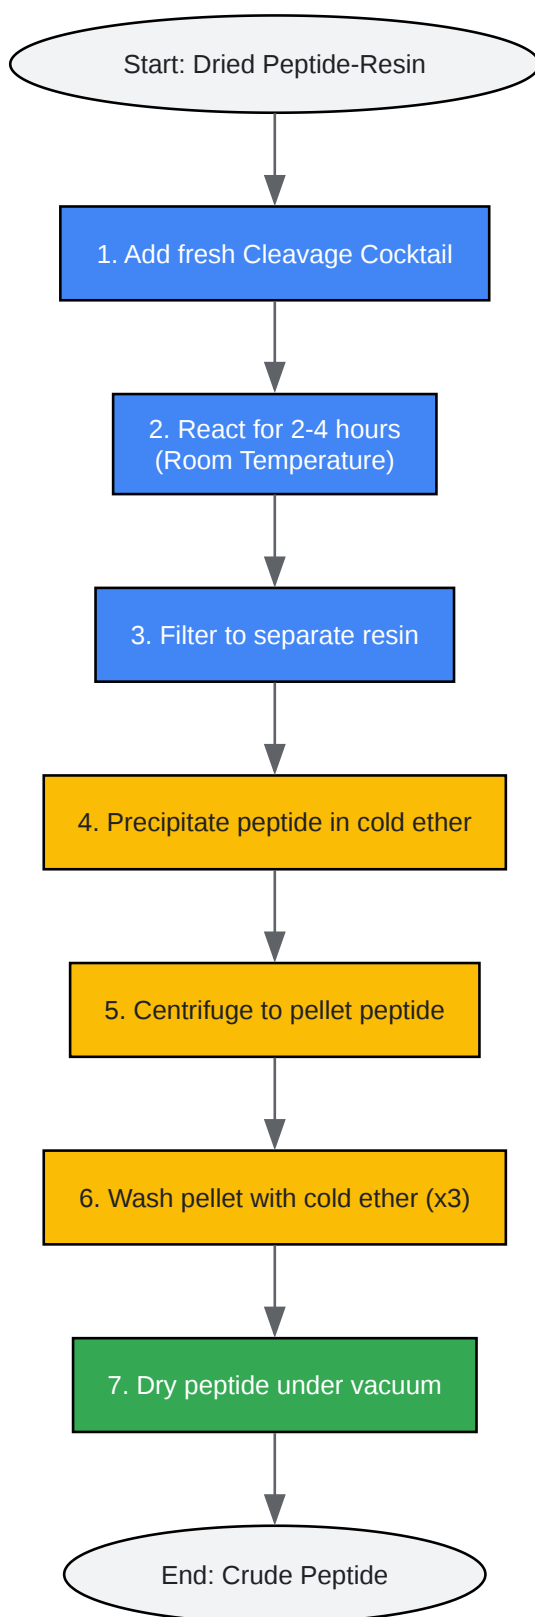 Start: Dried Peptide-Resin
1. Add fresh Cleavage Cocktail
2. React for 2-4 hours
(Room Temperature)
3. Filter to separate resin
4. Precipitate peptide in cold ether
5. Centrifuge to pellet peptide
6. Wash pellet with cold ether (x3)
7. Dry peptide under vacuum
End: Crude Peptide